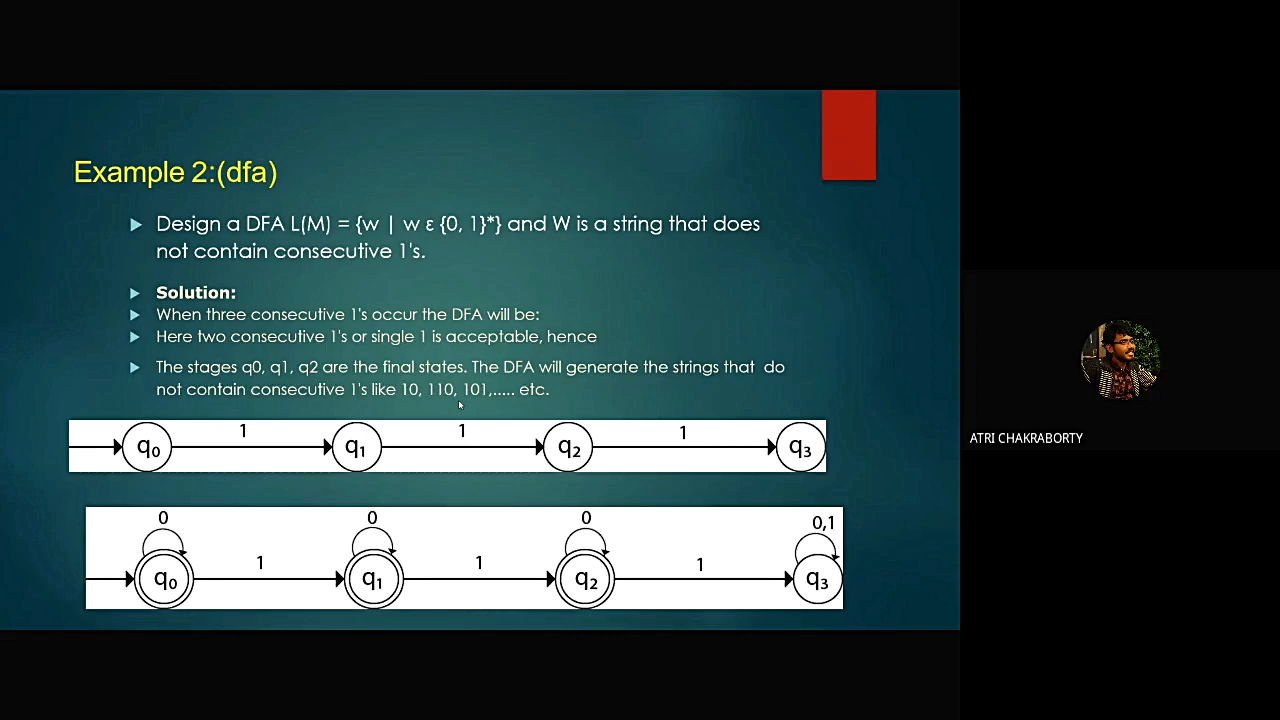 Example 2:(dfa)
Design a DFA L(M) = {w | w ε {0, 1}*} and W is a string that does
not contain consecutive 1's.
Solution:
When three consecutive 1's occur the DFA will be:
Here two consecutive 1's or single 1 is acceptable, hence
The stages q0, q1, q2 are the final states. The DFA will generate the strings that do
not contain consecutive 1's like 10, 110, 101,..... etc.
q₀ 1 q₁ 1 q₂ 1 q₃
0 0 0 0,1
q₀ 1 q₁ 1 q₂ 1 q₃
ATRI CHAKRABORTY